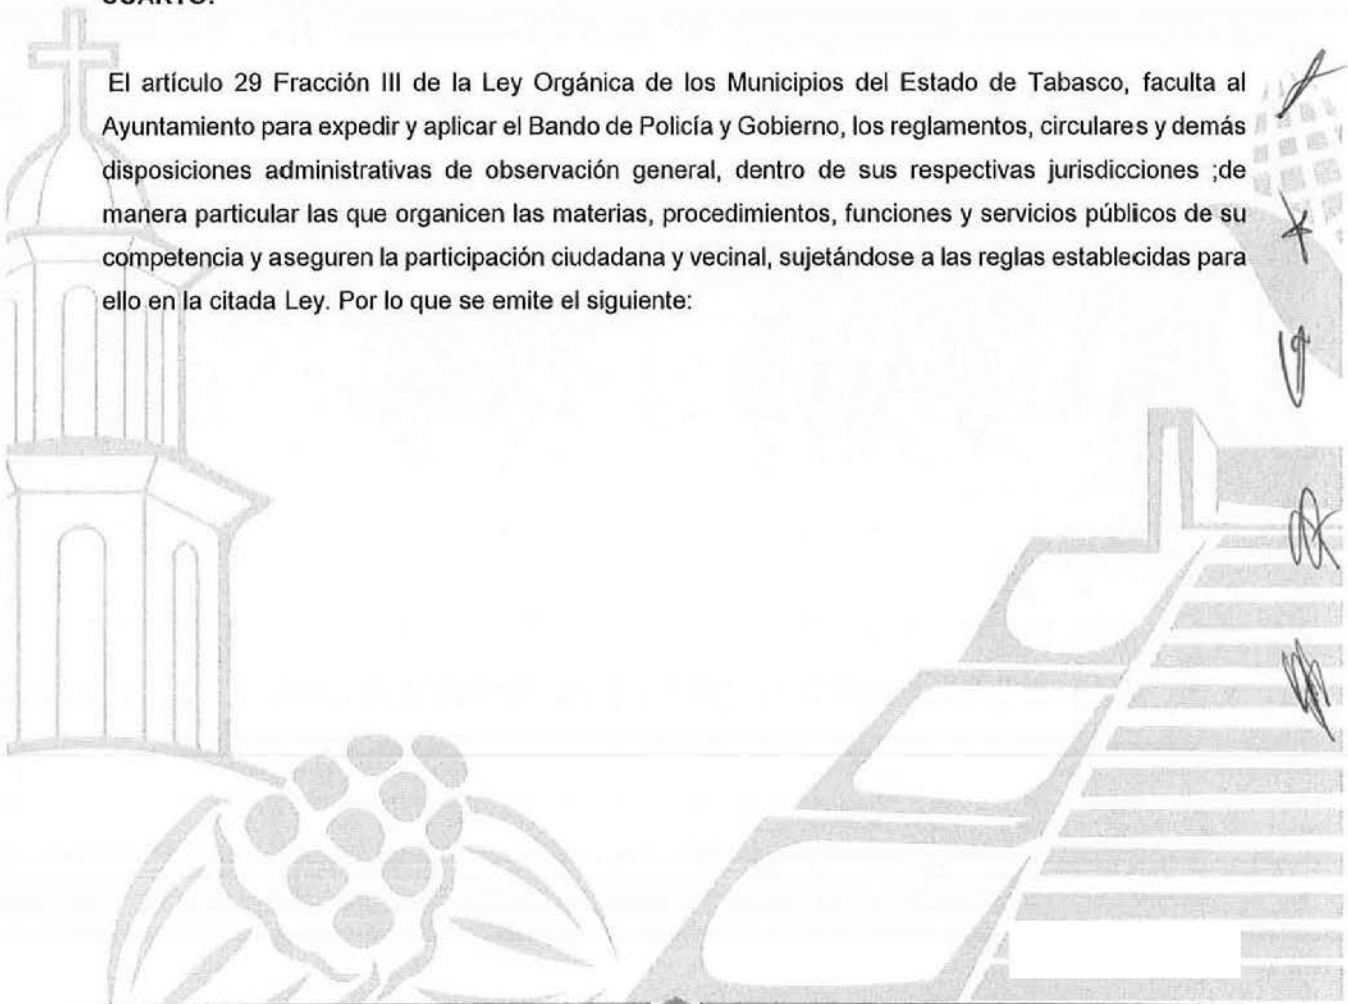 CUARTO.
El artículo 29 Fracción III de la Ley Orgánica de los Municipios del Estado de Tabasco, faculta al
Ayuntamiento para expedir y aplicar el Bando de Policía y Gobierno, los reglamentos, circulares y demás
disposiciones administrativas de observación general, dentro de sus respectivas jurisdicciones ;de
manera particular las que organicen las materias, procedimientos, funciones y servicios públicos de su
competencia y aseguren la participación ciudadana y vecinal, sujetándose a las reglas establecidas para
ello en la citada Ley. Por lo que se emite el siguiente: